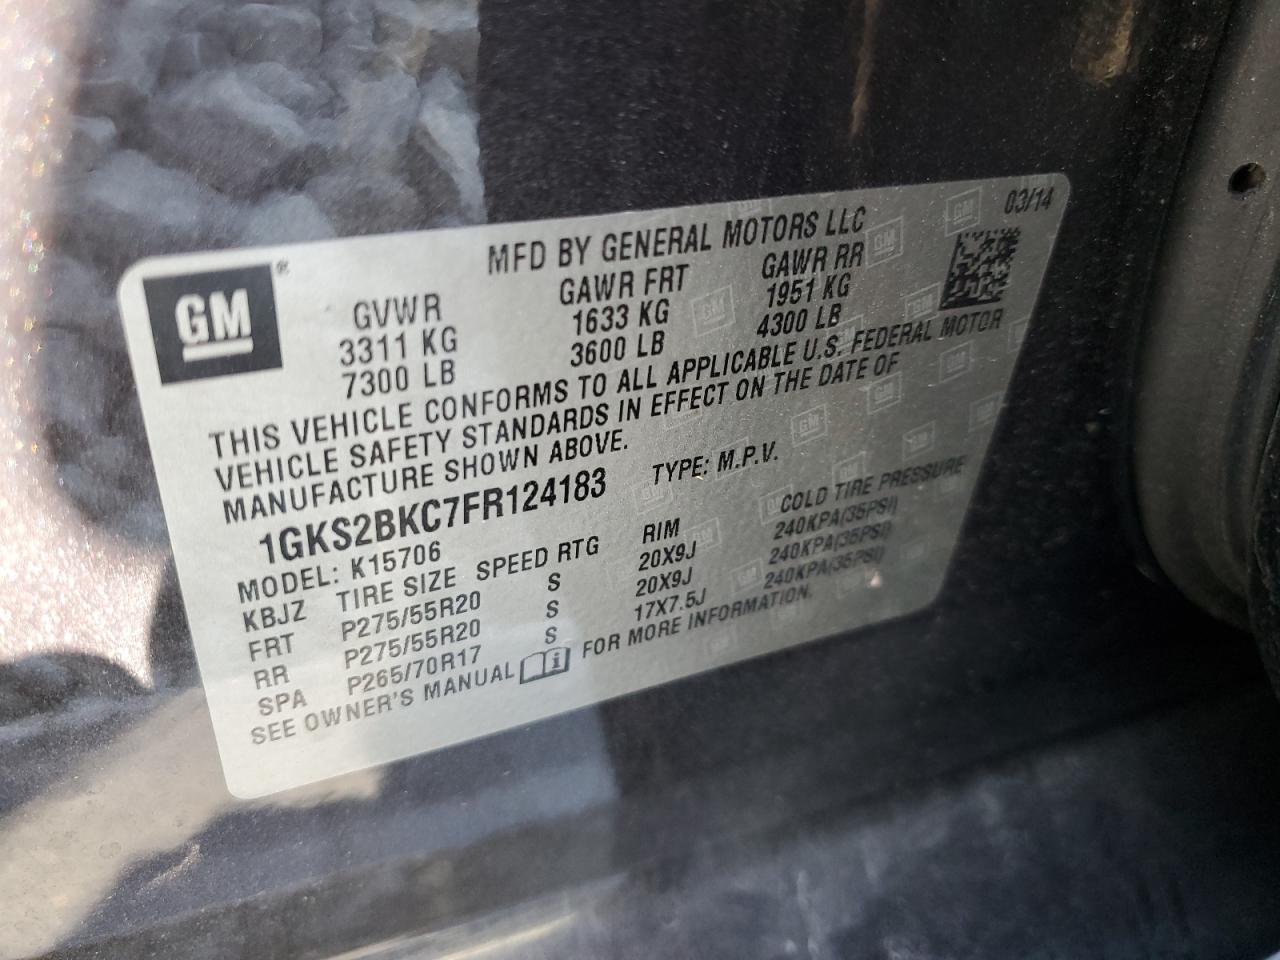 03/14
MFD BY GENERAL MOTORS LLC
GM®
GVWR GAWR FRT GAWR RR
3311 KG 1633 KG 1951 KG
7300 LB 3600 LB 4300 LB
THIS VEHICLE CONFORMS TO ALL APPLICABLE U.S. FEDERAL MOTOR
VEHICLE SAFETY STANDARDS IN EFFECT ON THE DATE OF
MANUFACTURE SHOWN ABOVE.
1GKS2BKC7FR124183 TYPE: M.P.V.
MODEL: K15706
KBJZ TIRE SIZE SPEED RTG RIM COLD TIRE PRESSURE
FRT P275/55R20 S 20X9J 240KPA(35PSI)
RR P275/55R20 S 20X9J 240KPA(35PSI)
SPA P265/70R17 S 17X7.5J 240KPA(35PSI)
SEE OWNER'S MANUAL i FOR MORE INFORMATION.